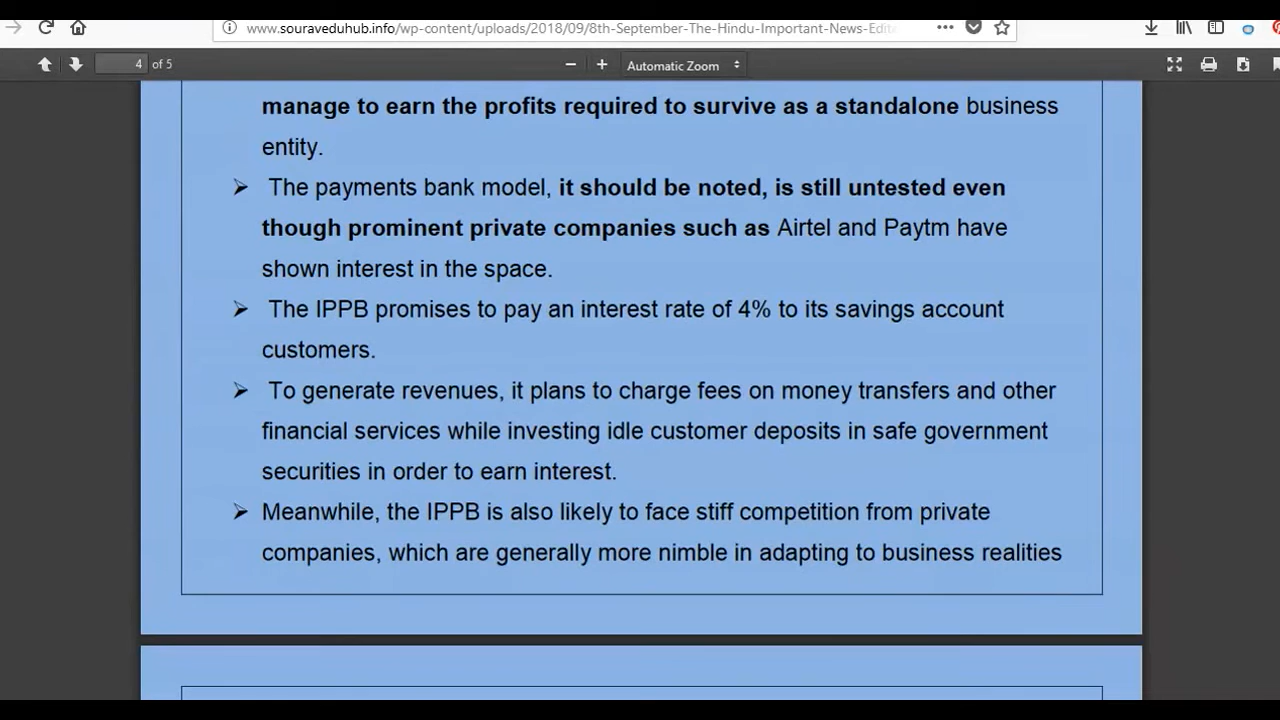 www.souraveduhub.info/wp-content/uploads/2018/09/8th-September-The-Hindu-Important-News-Edit
4 of 5
Automatic Zoom
manage to earn the profits required to survive as a standalone business
entity.
➢ The payments bank model, it should be noted, is still untested even
though prominent private companies such as Airtel and Paytm have
shown interest in the space.
➢ The IPPB promises to pay an interest rate of 4% to its savings account
customers.
➢ To generate revenues, it plans to charge fees on money transfers and other
financial services while investing idle customer deposits in safe government
securities in order to earn interest.
➢ Meanwhile, the IPPB is also likely to face stiff competition from private
companies, which are generally more nimble in adapting to business realities